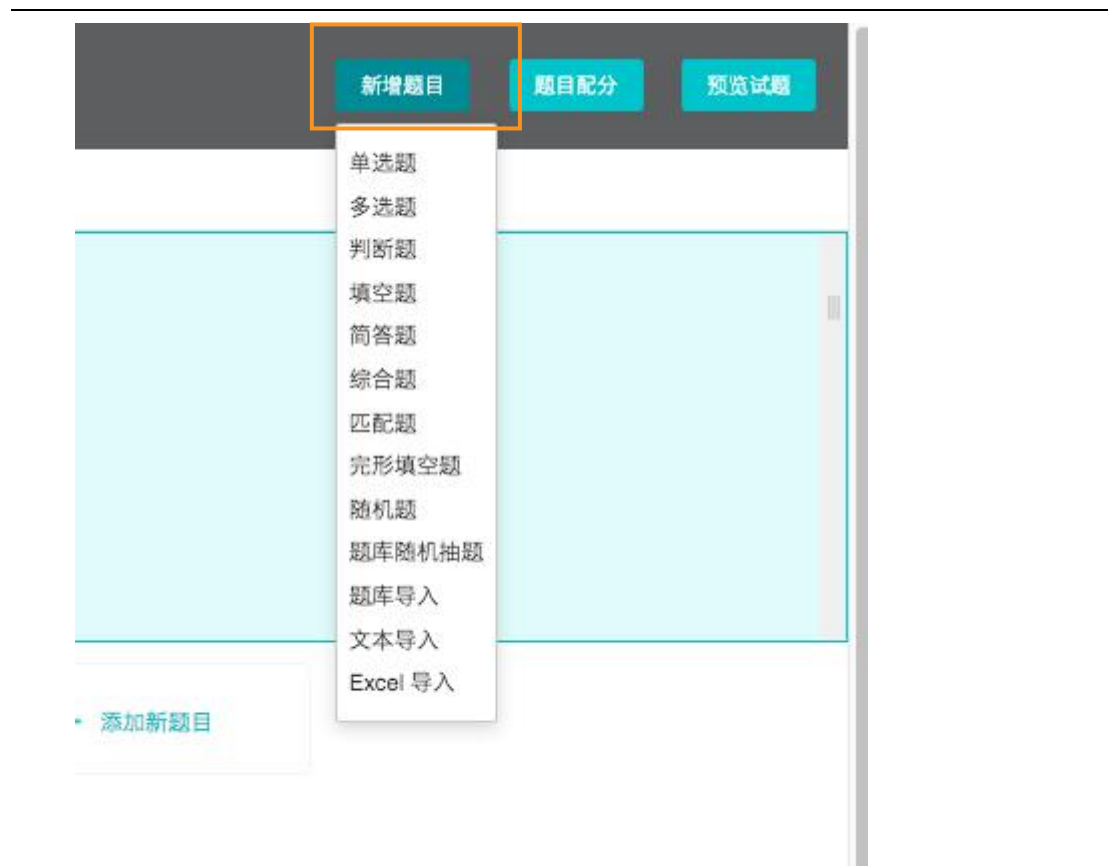 新增题目 题目配分 预览试题
单选题
多选题
判断题
填空题
简答题
综合题
匹配题
完形填空题
随机题
题库随机抽题
题库导入
文本导入
Excel 导入
添加新题目